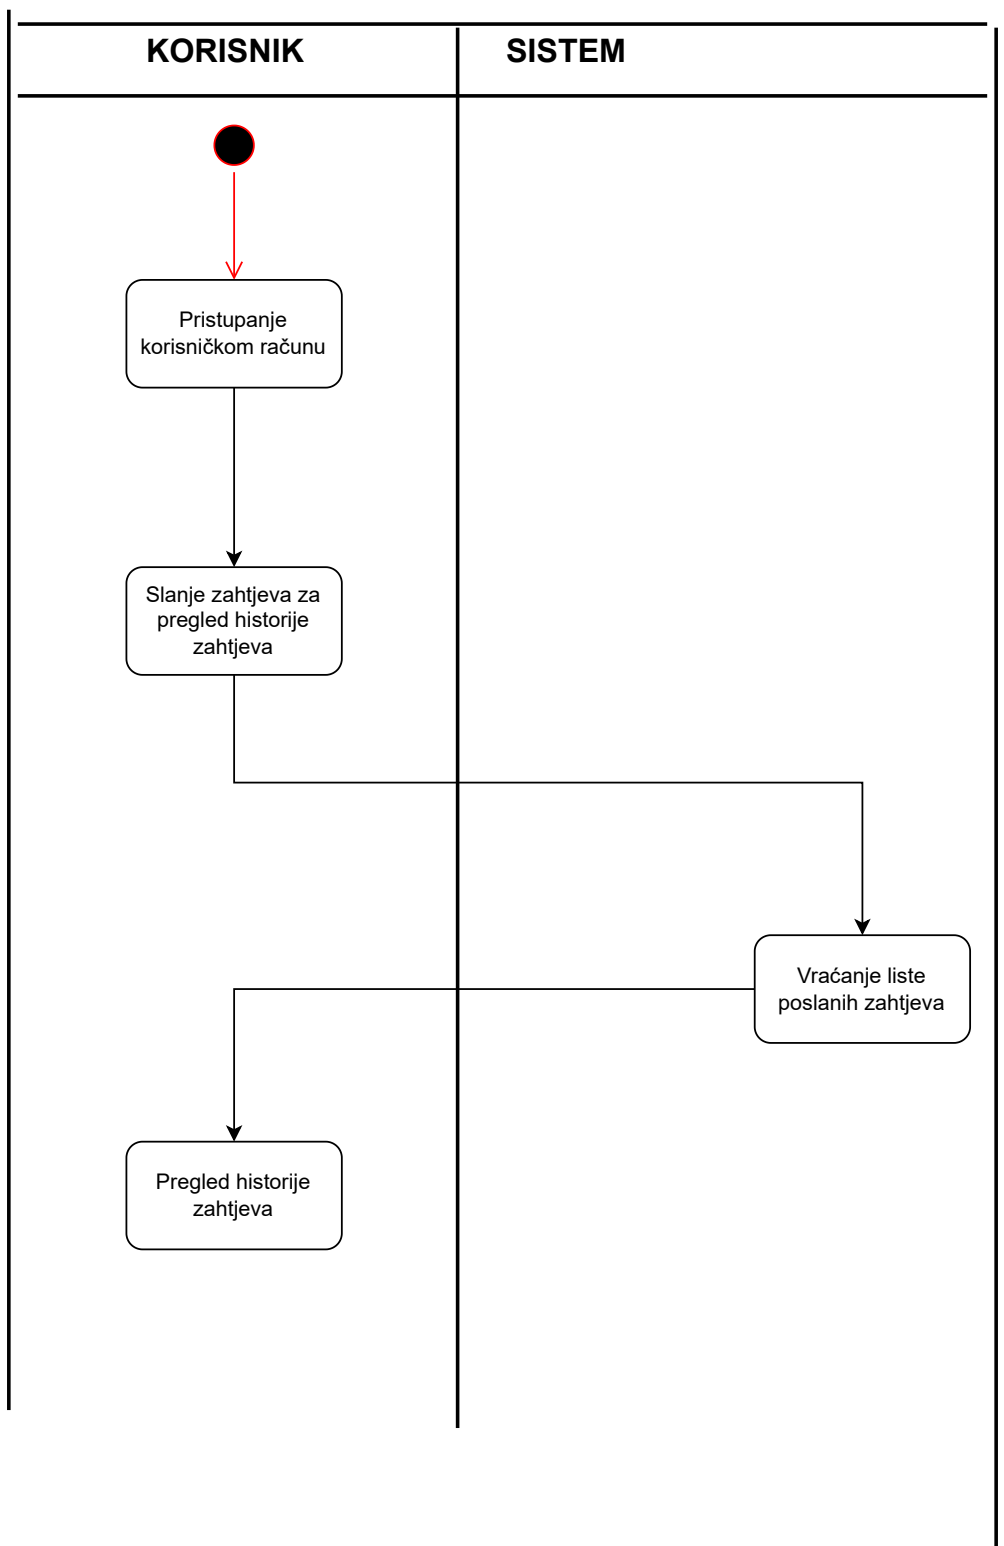 KORISNIK
SISTEM
Pristupanje
korisničkom računu
Slanje zahtjeva za
pregled historije
zahtjeva
Vraćanje liste
poslanih zahtjeva
Pregled historije
zahtjeva